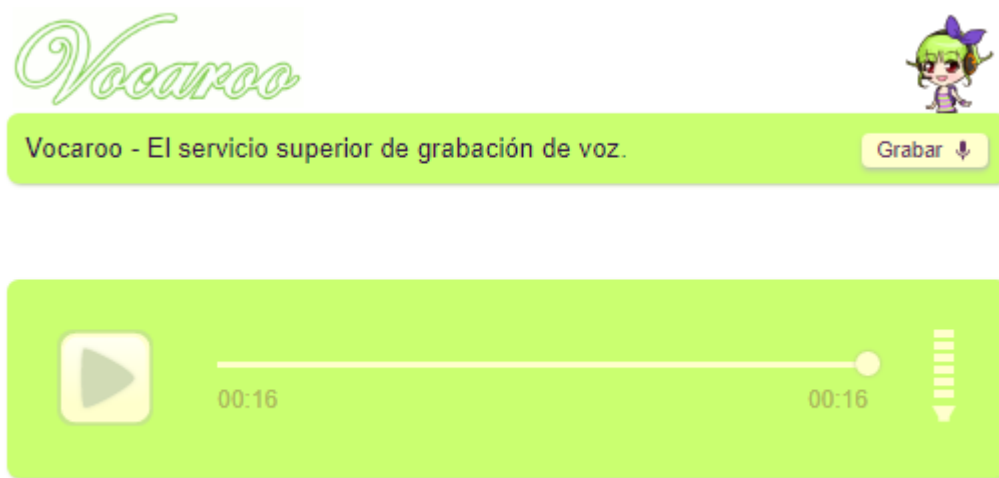 Vocaroo
Vocaroo - El servicio superior de grabación de voz.
Grabar
00:16
00:16